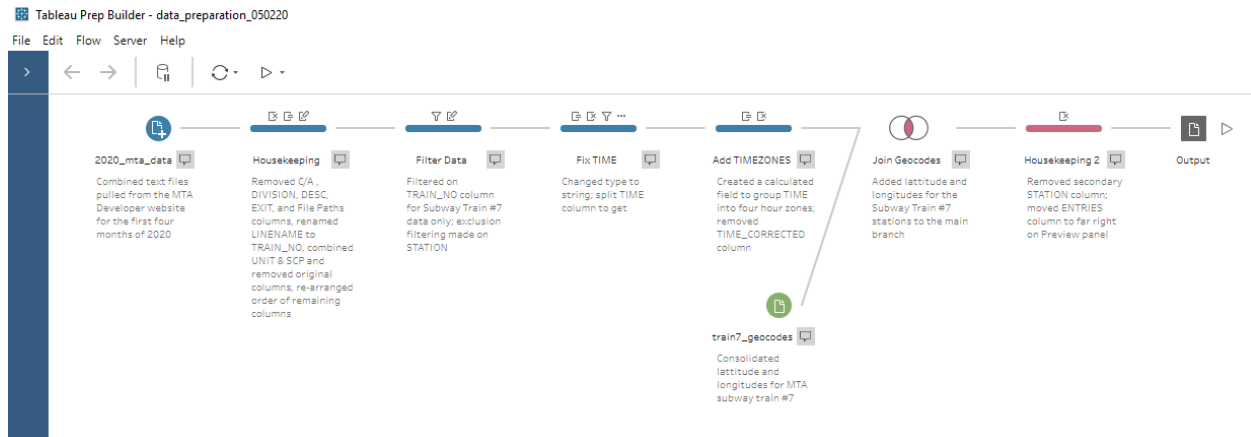 Tableau Prep Builder - data_preparation_050220
File Edit Flow Server Help
2020_mta_data
Combined text files
pulled from the MTA
Developer website
for the first four
months of 2020
Housekeeping
Removed C/A ,
DIVISION, DESC,
EXIT, and File Paths
columns, renamed
LINENAME to
TRAIN_NO, combined
UNIT & SCP and
removed original
columns, re-arranged
order of remaining
columns
Filter Data
Filtered on
TRAIN_NO column
for Subway Train #7
data only; exclusion
filtering made on
STATION
Fix TIME
Changed type to
string; split TIME
column to get
Add TIMEZONES
Created a calculated
field to group TIME
into four hour zones;
removed
TIME_CORRECTED
column
Join Geocodes
Added lattitude and
longitudes for the
Subway Train #7
stations to the main
branch
Housekeeping 2
Removed secondary
STATION column;
moved ENTRIES
column to far right
on Preview panel
Output
train7_geocodes
Consolidated
lattitude and
longitudes for MTA
subway train #7